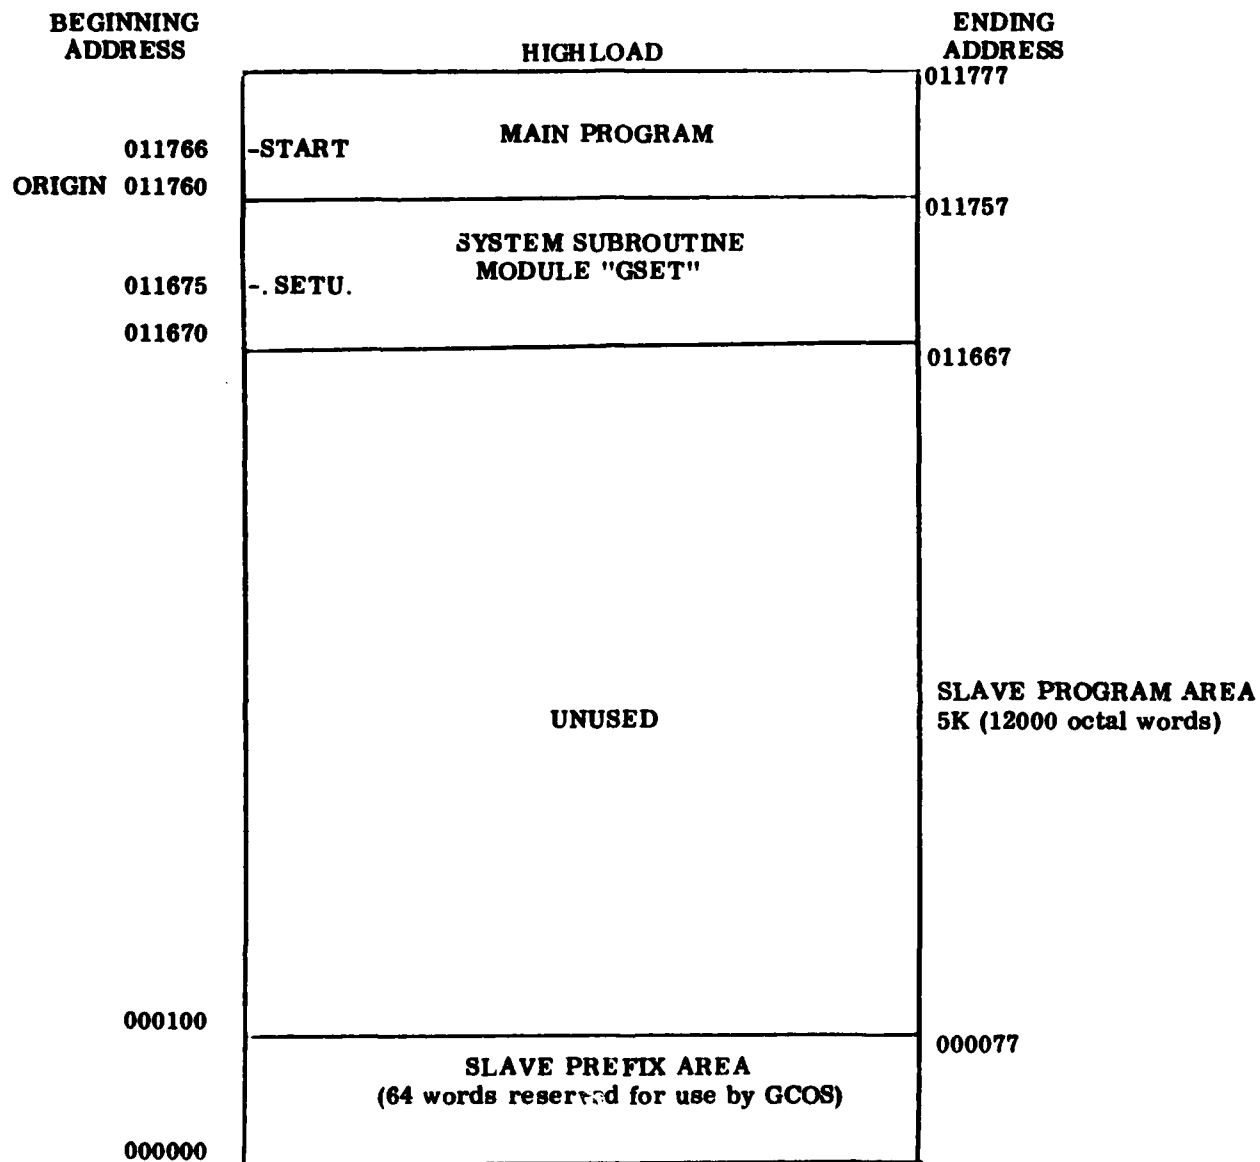 BEGINNING
ADDRESS
HIGHLOAD
ENDING
ADDRESS
011777
MAIN PROGRAM
011766 -START
ORIGIN 011760
011757
SYSTEM SUBROUTINE
MODULE "GSET"
011675 -. SETU.
011670
011667
UNUSED
SLAVE PROGRAM AREA
5K (12000 octal words)
000100
000077
SLAVE PREFIX AREA
(64 words reserved for use by GCOS)
000000